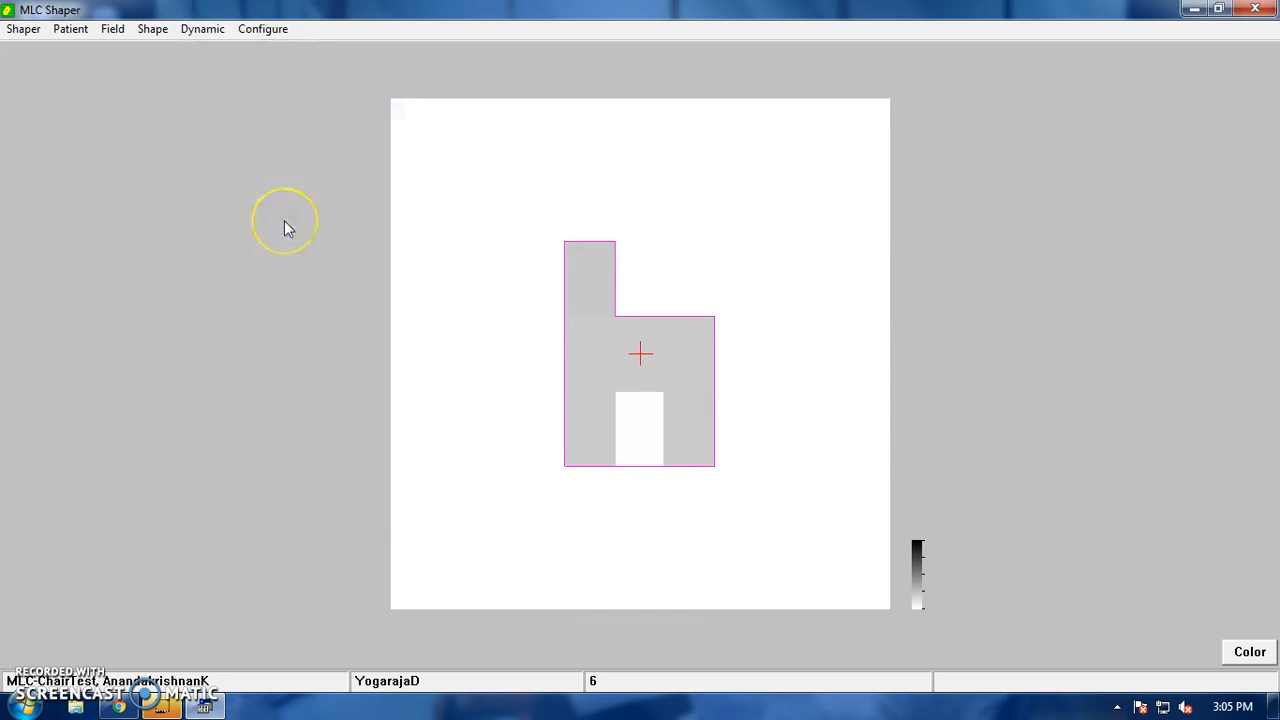 MLC Shaper
Shaper Patient Field Shape Dynamic Configure
Color
RECORDED WITH
MLC-ChairTest, AnandakrishnanK YogarajaD 6
SCREENCAST MATIC
3:05 PM